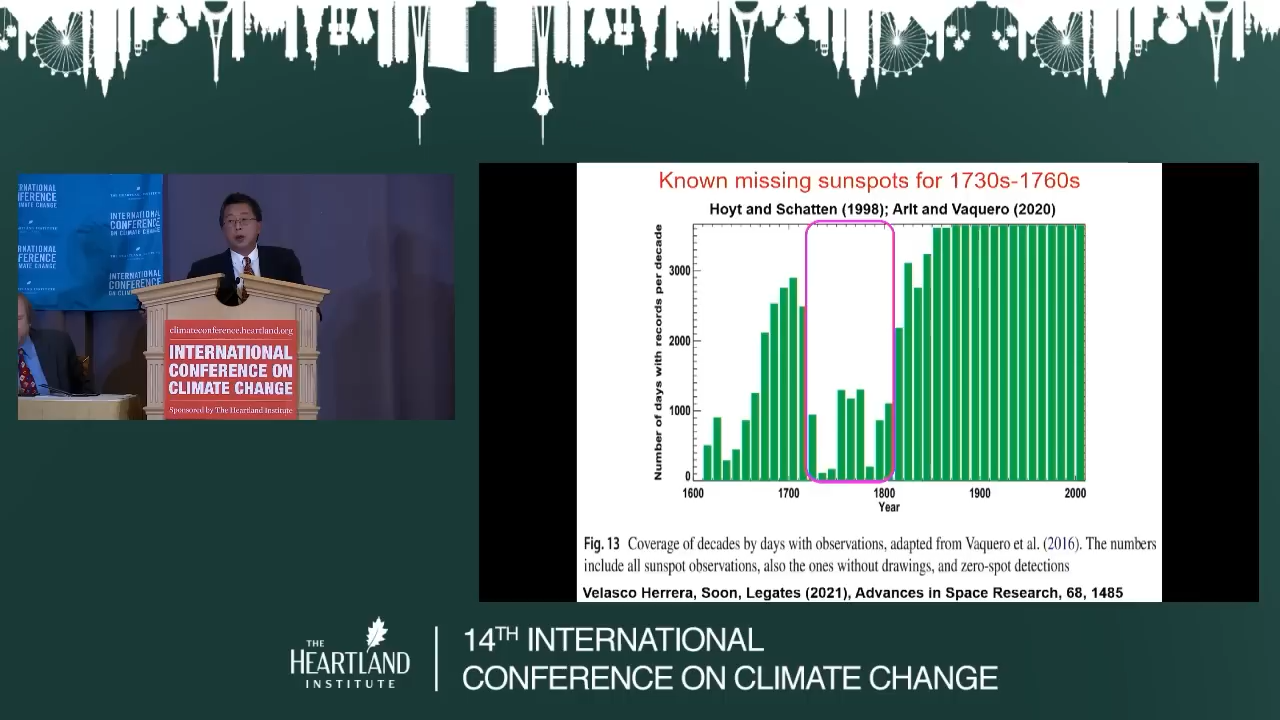 Known missing sunspots for 1730s-1760s
Hoyt and Schatten (1998); Arlt and Vaquero (2020)
Number of days with records per decade
3000
2000
1000
0
1600
1700
1800
1900
2000
Year
Fig. 13 Coverage of decades by days with observations, adapted from Vaquero et al. (2016). The numbers
include all sunspot observations, also the ones without drawings, and zero-spot detections
Velasco Herrera, Soon, Legates (2021), Advances in Space Research, 68, 1485
INTERNATIONAL
CONFERENCE
ON CLIMATE CHANGE
climateconference.heartland.org
INTERNATIONAL
CONFERENCE ON
CLIMATE CHANGE
Sponsored by The Heartland Institute
THE
HEARTLAND
INSTITUTE
14TH INTERNATIONAL
CONFERENCE ON CLIMATE CHANGE